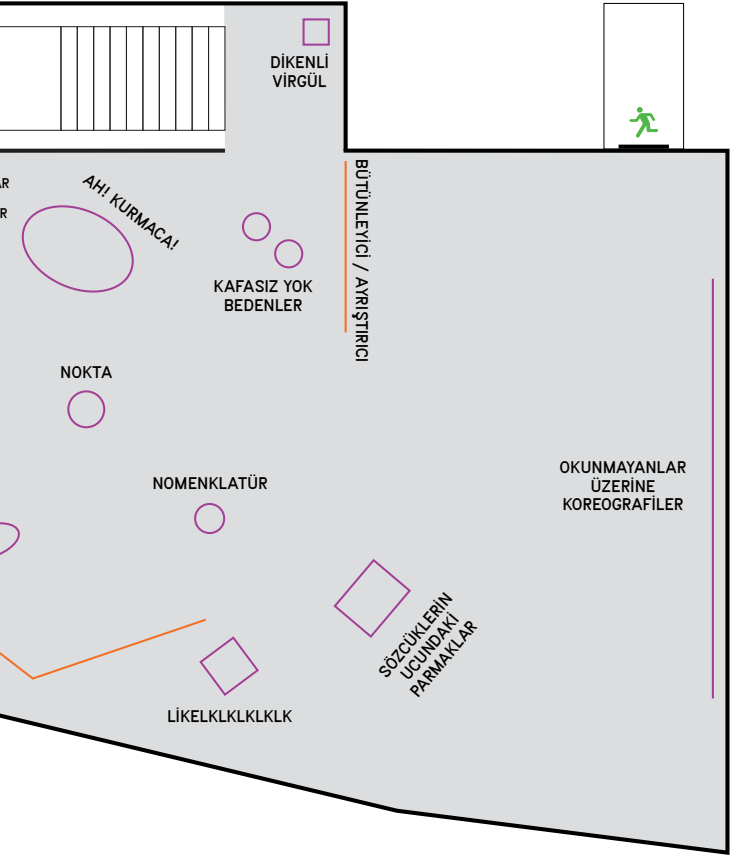 DİKENLİ
VİRGÜL
AH! KURMACA!
KAFASIZ YOK
BEDENLER
BÜTÜNLEYİCİ / AYRIŞTIRICI
NOKTA
NOMENKLATÜR
OKUNMAYANLAR
ÜZERİNE
KOREOGRAFİLER
SÖZCÜKLERİN
UCUNDAKİ
PARMAKLAR
LİKELKLKLKLKLK